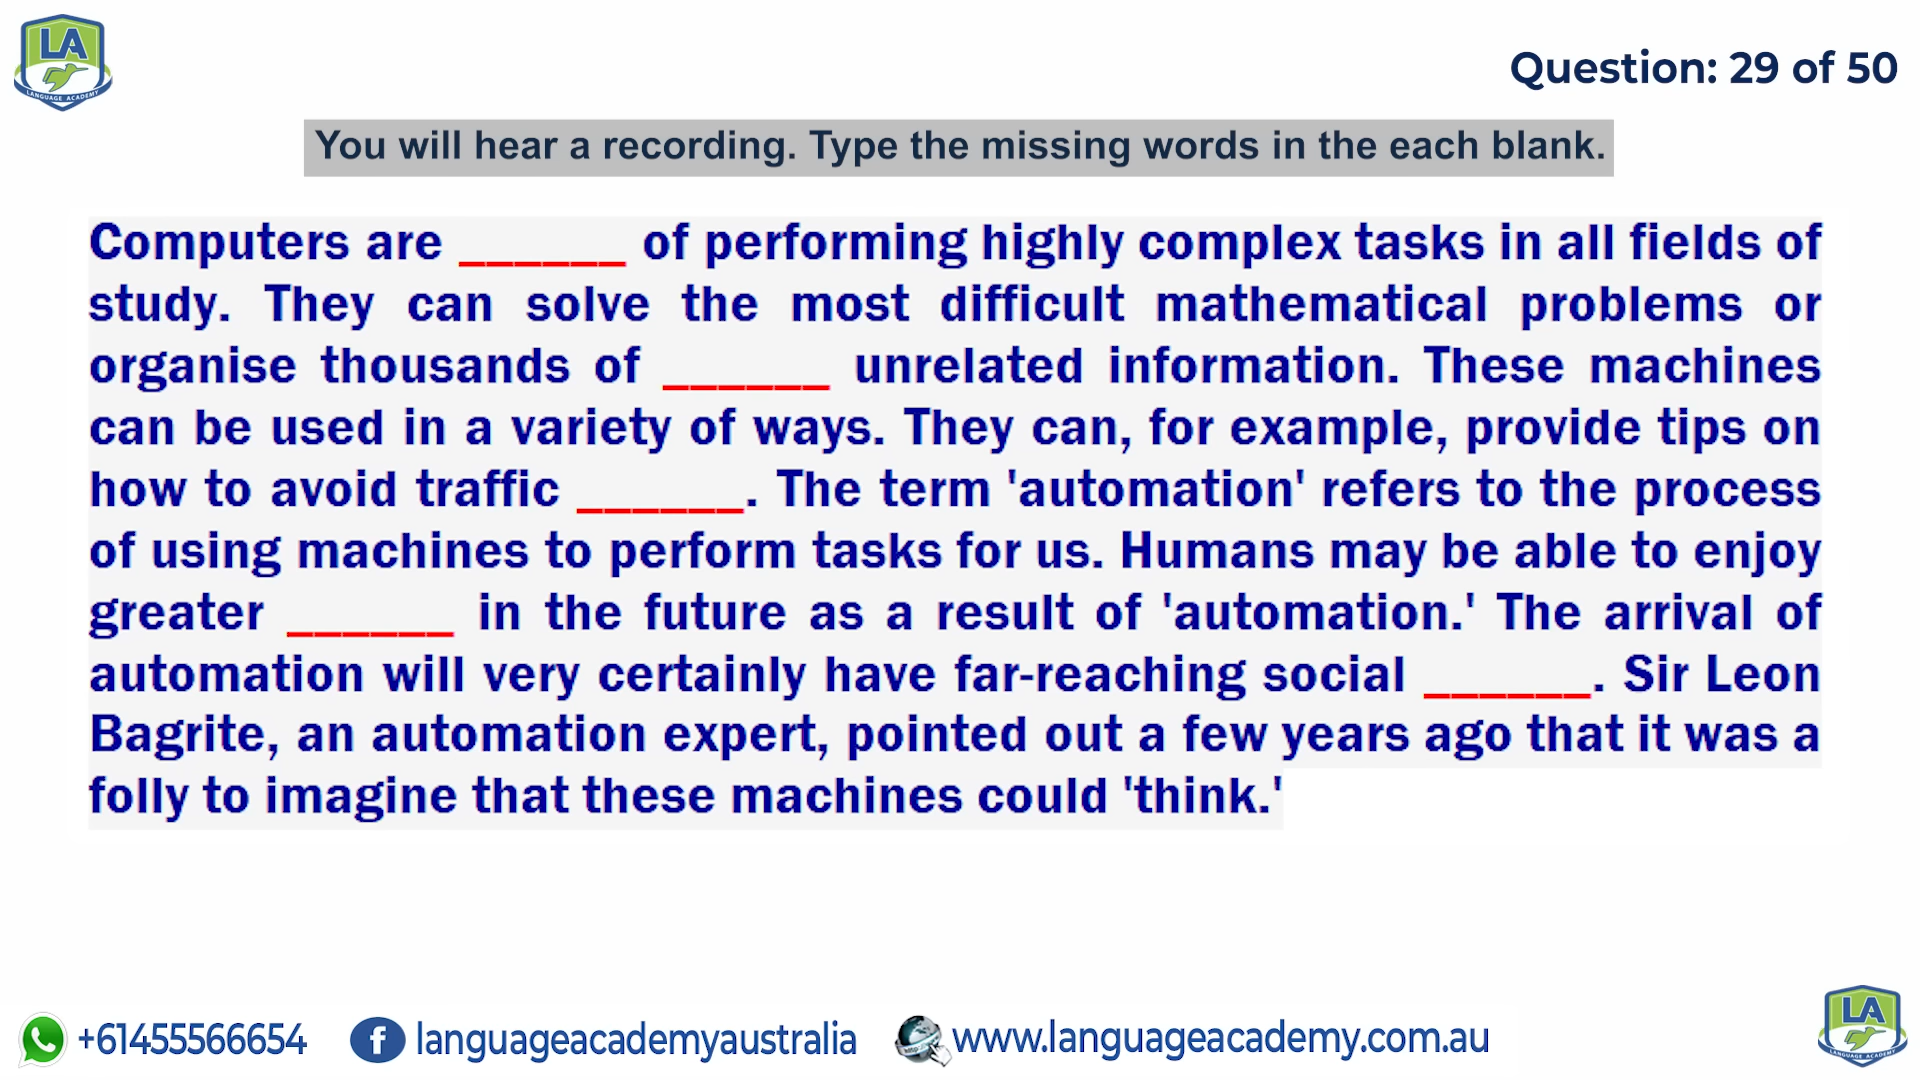 LA
LANGUAGE ACADEMY
Question: 29 of 50
You will hear a recording. Type the missing words in the each blank.
Computers are ______ of performing highly complex tasks in all fields of
study. They can solve the most difficult mathematical problems or
organise thousands of ______ unrelated information. These machines
can be used in a variety of ways. They can, for example, provide tips on
how to avoid traffic ______. The term 'automation' refers to the process
of using machines to perform tasks for us. Humans may be able to enjoy
greater ______ in the future as a result of 'automation.' The arrival of
automation will very certainly have far-reaching social ______. Sir Leon
Bagrite, an automation expert, pointed out a few years ago that it was a
folly to imagine that these machines could 'think.'
+61455566654 languageacademyaustralia www.languageacademy.com.au
LA
LANGUAGE ACADEMY